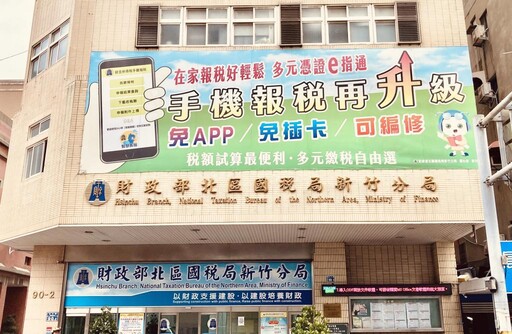 在家報稅好輕鬆 多元憑證e指通
手機報稅再升級
免APP/免插卡/可編修
稅額試算最便利·多元繳稅自由選
財政部北區國稅局新竹分局
Hsinchu Branch, National Taxation Bureau of the Northern Area, Ministry of Finance
財政部北區國稅局新竹分局
Hsinchu Branch, National Taxation Bureau of the Northern Area, Ministry of Finance
以財政支援建設·以建設培養財政
90-2